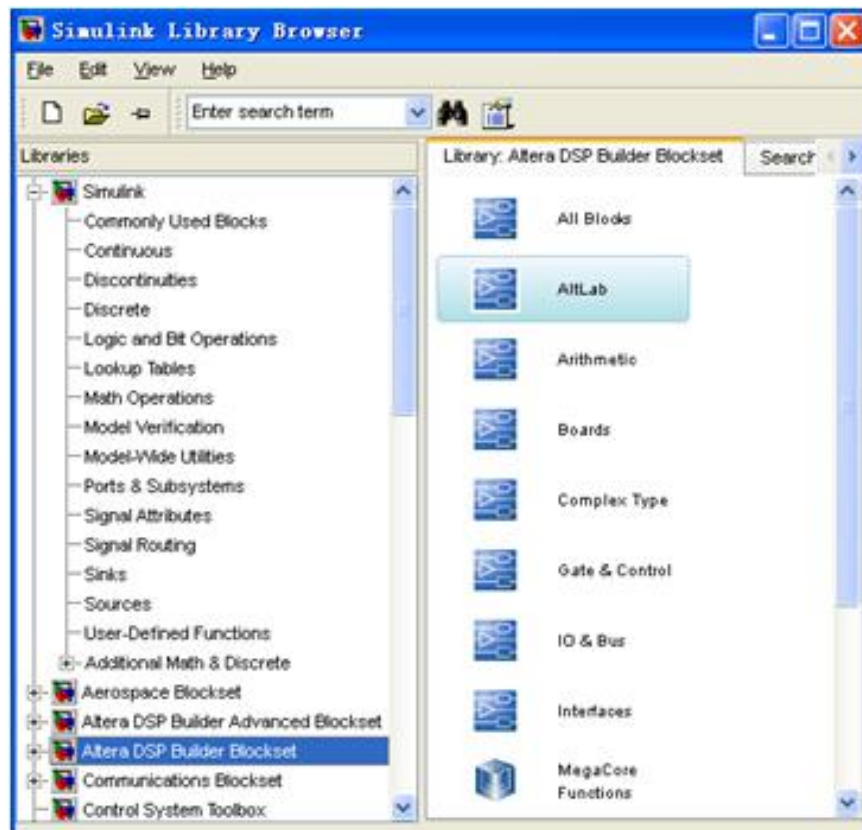 Simulink Library Browser
File Edit View Help
Enter search term
Libraries
Simulink
Commonly Used Blocks
Continuous
Discontinuities
Discrete
Logic and Bit Operations
Lookup Tables
Math Operations
Model Verification
Model-Wide Utilities
Ports & Subsystems
Signal Attributes
Signal Routing
Sinks
Sources
User-Defined Functions
Additional Math & Discrete
Aerospace Blockset
Altera DSP Builder Advanced Blockset
Altera DSP Builder Blockset
Communications Blockset
Control System Toolbox
Library: Altera DSP Builder Blockset Search
All Blocks
AltLab
Arithmetic
Boards
Complex Type
Gate & Control
IO & Bus
Interfaces
MegaCore
Functions